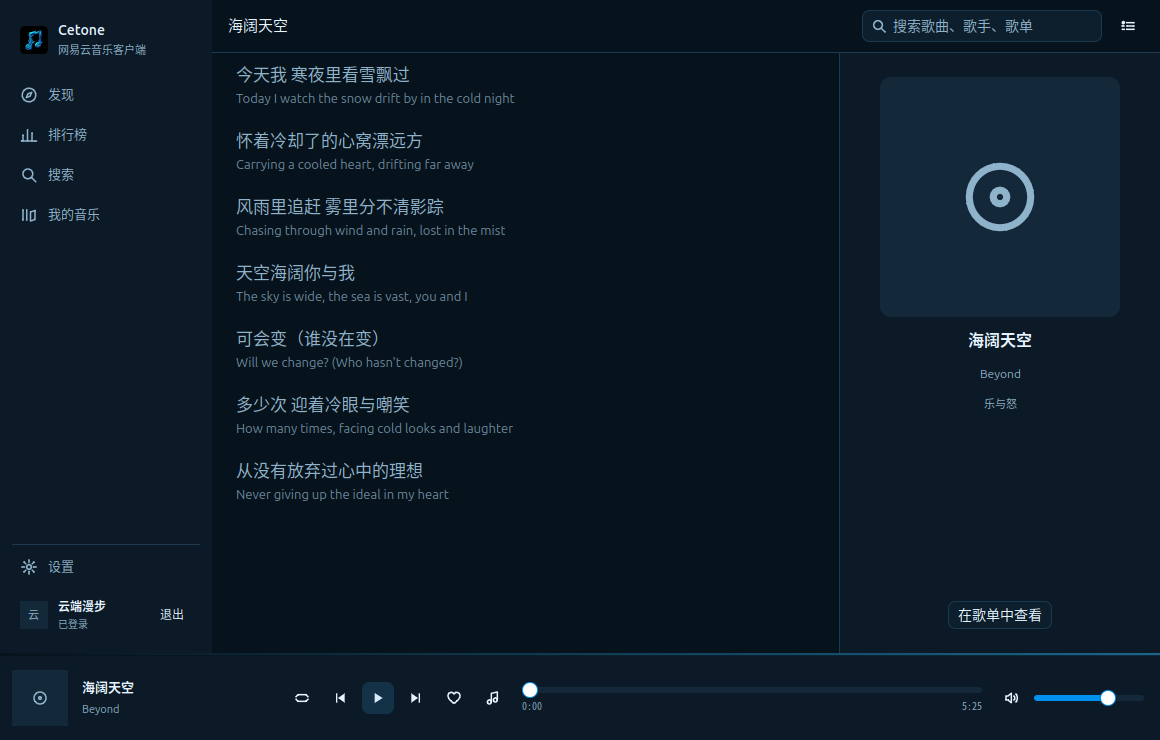 Cetone
网易云音乐客户端
发现
排行榜
搜索
我的音乐
设置
云
云端漫步
已登录
退出
海阔天空
搜索歌曲、歌手、歌单
今天我 寒夜里看雪飘过
Today I watch the snow drift by in the cold night
怀着冷却了的心窝漂远方
Carrying a cooled heart, drifting far away
风雨里追赶 雾里分不清影踪
Chasing through wind and rain, lost in the mist
天空海阔你与我
The sky is wide, the sea is vast, you and I
可会变（谁没在变）
Will we change? (Who hasn't changed?)
多少次 迎着冷眼与嘲笑
How many times, facing cold looks and laughter
从没有放弃过心中的理想
Never giving up the ideal in my heart
海阔天空
Beyond
乐与怒
在歌单中查看
海阔天空
Beyond
0:00
5:25